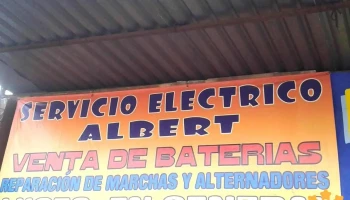 SERVICIO ELECTRICO
ALBERT
VENTA DE BATERIAS
REPARACIÓN DE MARCHAS Y ALTERNADORES